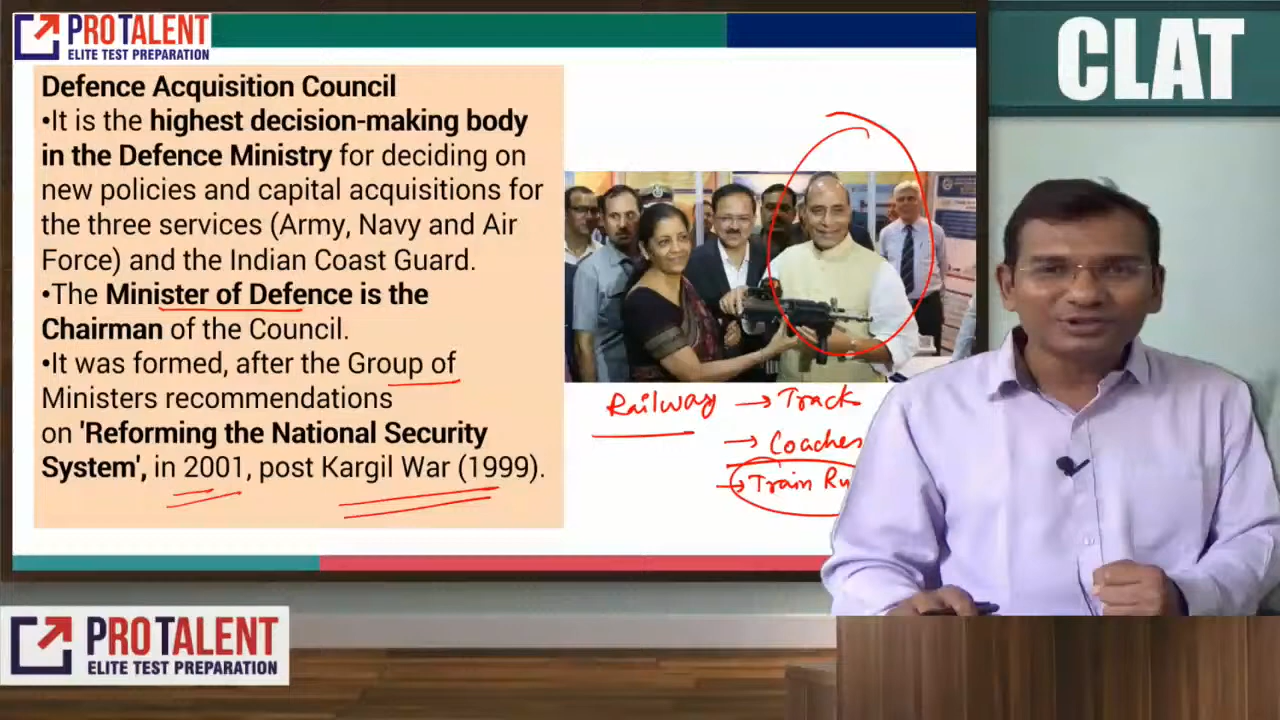 PROTALENT
ELITE TEST PREPARATION
CLAT
Defence Acquisition Council
•It is the highest decision-making body
in the Defence Ministry for deciding on
new policies and capital acquisitions for
the three services (Army, Navy and Air
Force) and the Indian Coast Guard.
•The Minister of Defence is the
Chairman of the Council.
•It was formed, after the Group of
Ministers recommendations
on 'Reforming the National Security
System', in 2001, post Kargil War (1999).
Railway → Track
→ Coaches
→ Train Ru
PROTALENT
ELITE TEST PREPARATION